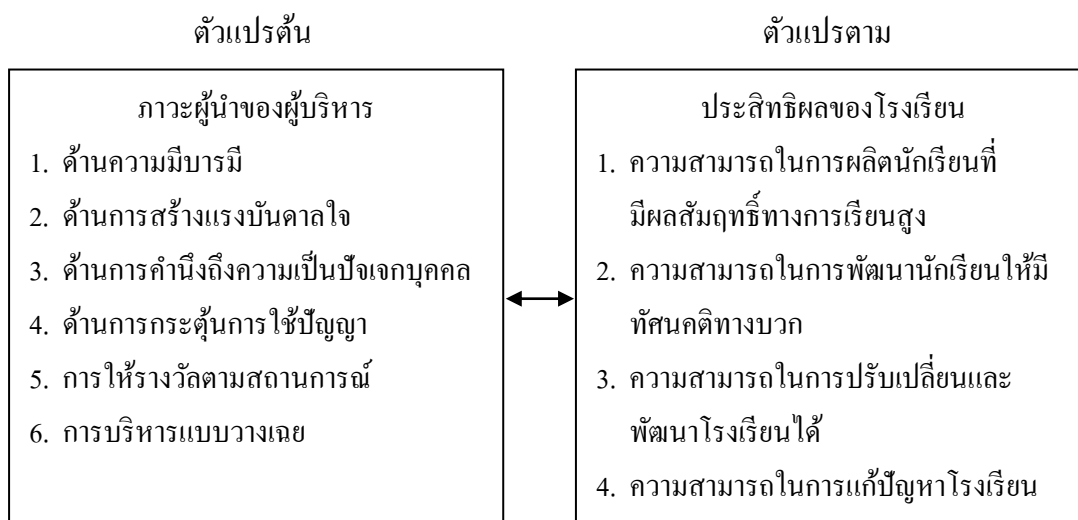 ตัวแปรต้น
ภาวะผู้นำของผู้บริหาร
1. ด้านความมีบารมี
2. ด้านการสร้างแรงบันดาลใจ
3. ด้านการคำนึงถึงความเป็นปัจเจกบุคคล
4. ด้านการกระตุ้นการใช้ปัญญา
5. การให้รางวัลตามสถานการณ์
6. การบริหารแบบวางเฉย
ตัวแปรตาม
ประสิทธิผลของโรงเรียน
1. ความสามารถในการผลิตนักเรียนที่
มีผลสัมฤทธิ์ทางการเรียนสูง
2. ความสามารถในการพัฒนานักเรียนให้มี
ทัศนคติทางบวก
3. ความสามารถในการปรับเปลี่ยนและ
พัฒนาโรงเรียนได้
4. ความสามารถในการแก้ปัญหาโรงเรียน